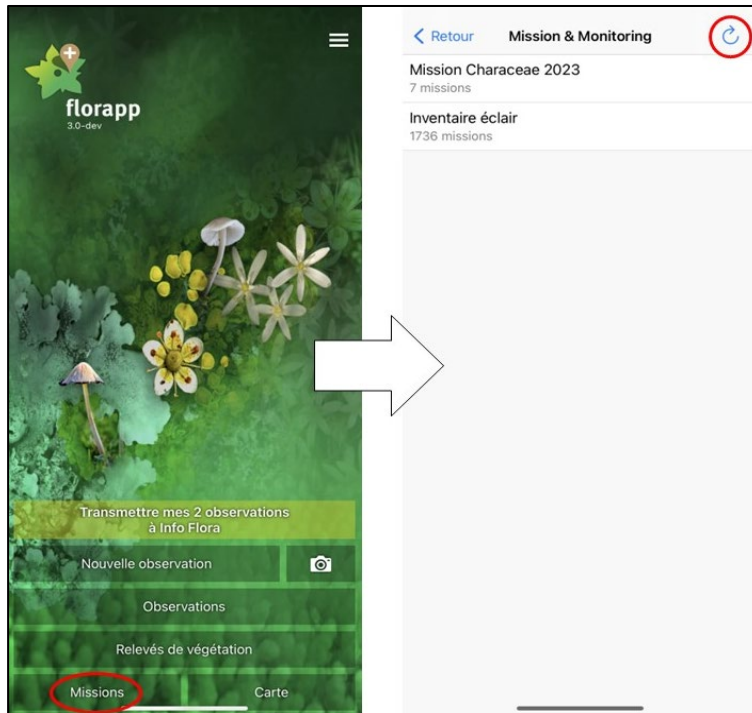 florapp
3.0-dev
Transmettre mes 2 observations
à Info Flora
Nouvelle observation
Observations
Relevés de végétation
Missions
Carte
Retour
Mission & Monitoring
Mission Characeae 2023
7 missions
Inventaire éclair
1736 missions